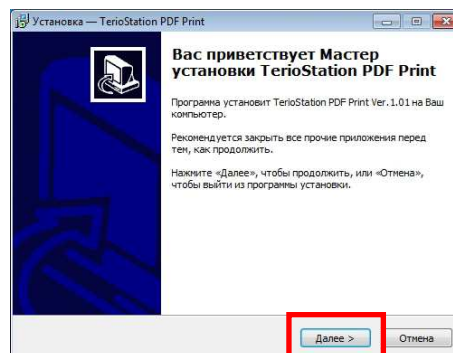 Установка — TerioStation PDF Print
Вас приветствует Мастер
установки TerioStation PDF Print
Программа установит TerioStation PDF Print Ver.1.01 на Ваш
компьютер.
Рекомендуется закрыть все прочие приложения перед
тем, как продолжить.
Нажмите «Далее», чтобы продолжить, или «Отмена»,
чтобы выйти из программы установки.
Далее >
Отмена